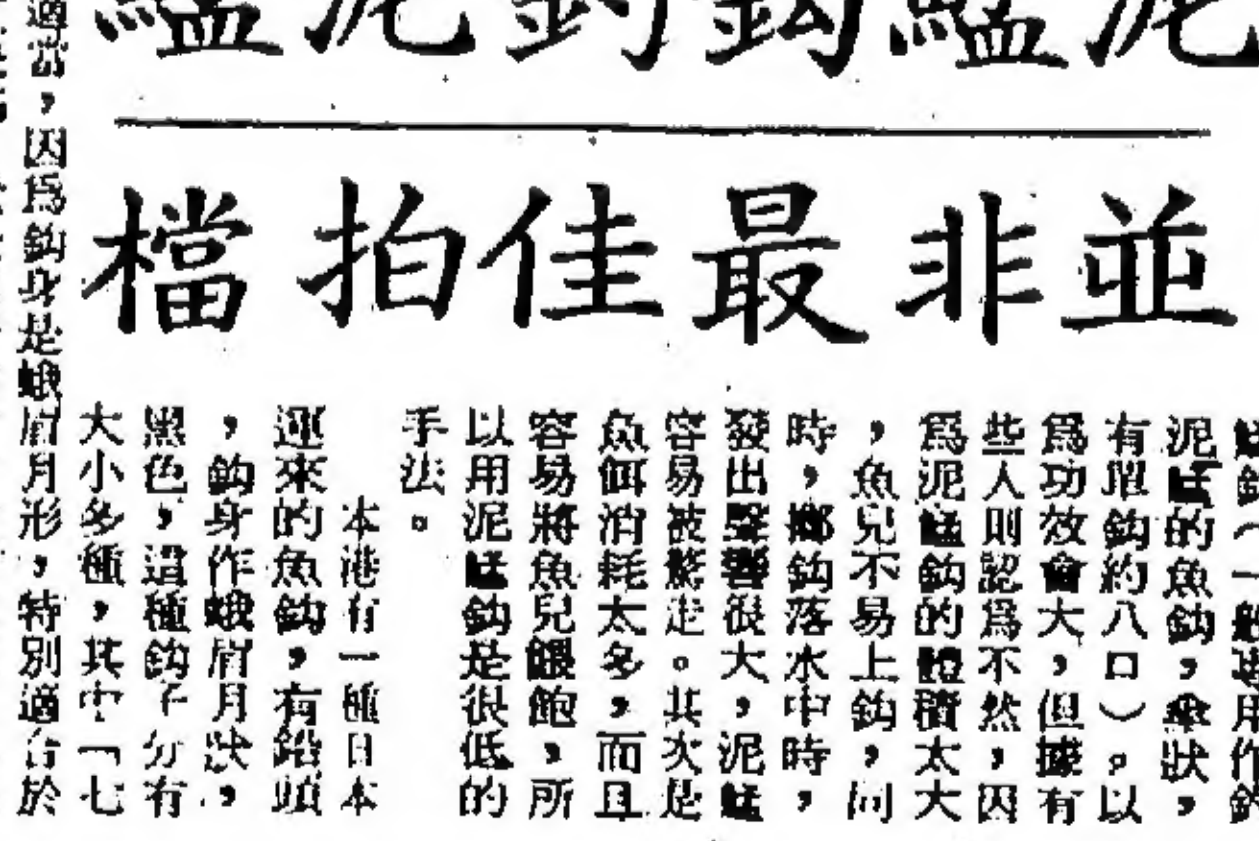 泥鯭鈎釣泥鯭
並非最佳拍檔
鯭鈎(一般是用作釣
泥鯭的魚鈎,傘狀,
有單鈎約八口)。以
爲功效會大,但據有
些人則認爲不然,因
爲泥鯭鈎的體積太大
,魚兒不易上鈎,同
時,擲鈎落水中時,
發出聲響很大,泥鯭
容易被驚走。其次是
魚餌消耗太多,而且
容易將魚兒餵飽,所
以用泥鯭鈎是很低的
手法。
本港有一種日本
運來的魚鈎,有鉛頭
,鈎身作蛾眉月狀,
黑色,這種鈎子分有
大小多種,其中「七
適當,因爲鈎身是蛾眉月形,特別適合於